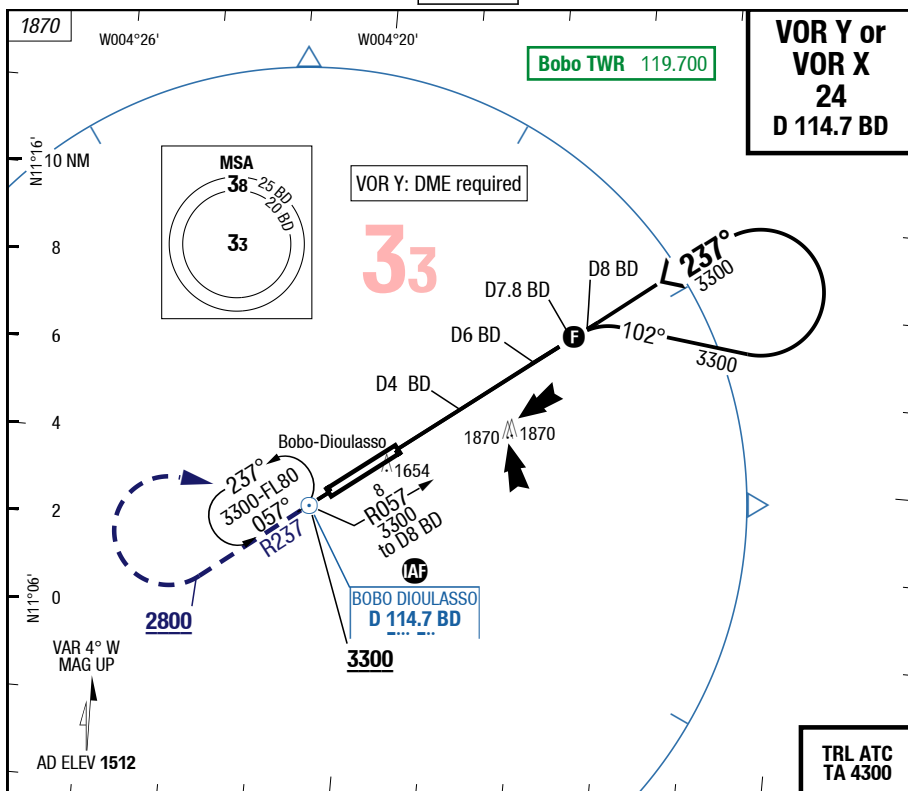 1870
W004°26'
W004°20'
Bobo TWR 119.700
VOR Y or
VOR X
24
D 114.7 BD
N11°16'
10 NM
MSA
38
25 BD
20 BD
33
VOR Y: DME required
33
8
237°
3300
D8 BD
D7.8 BD
F
102°
3300
6
D6 BD
D4 BD
4
1870
1870
Bobo-Dioulasso
1654
237°
3300-FL80
057°
R237
8
R057
3300
to D8 BD
2
IAF
N11°06'
0
BOBO DIOULASSO
D 114.7 BD
2800
3300
VAR 4° W
MAG UP
AD ELEV 1512
TRL ATC
TA 4300